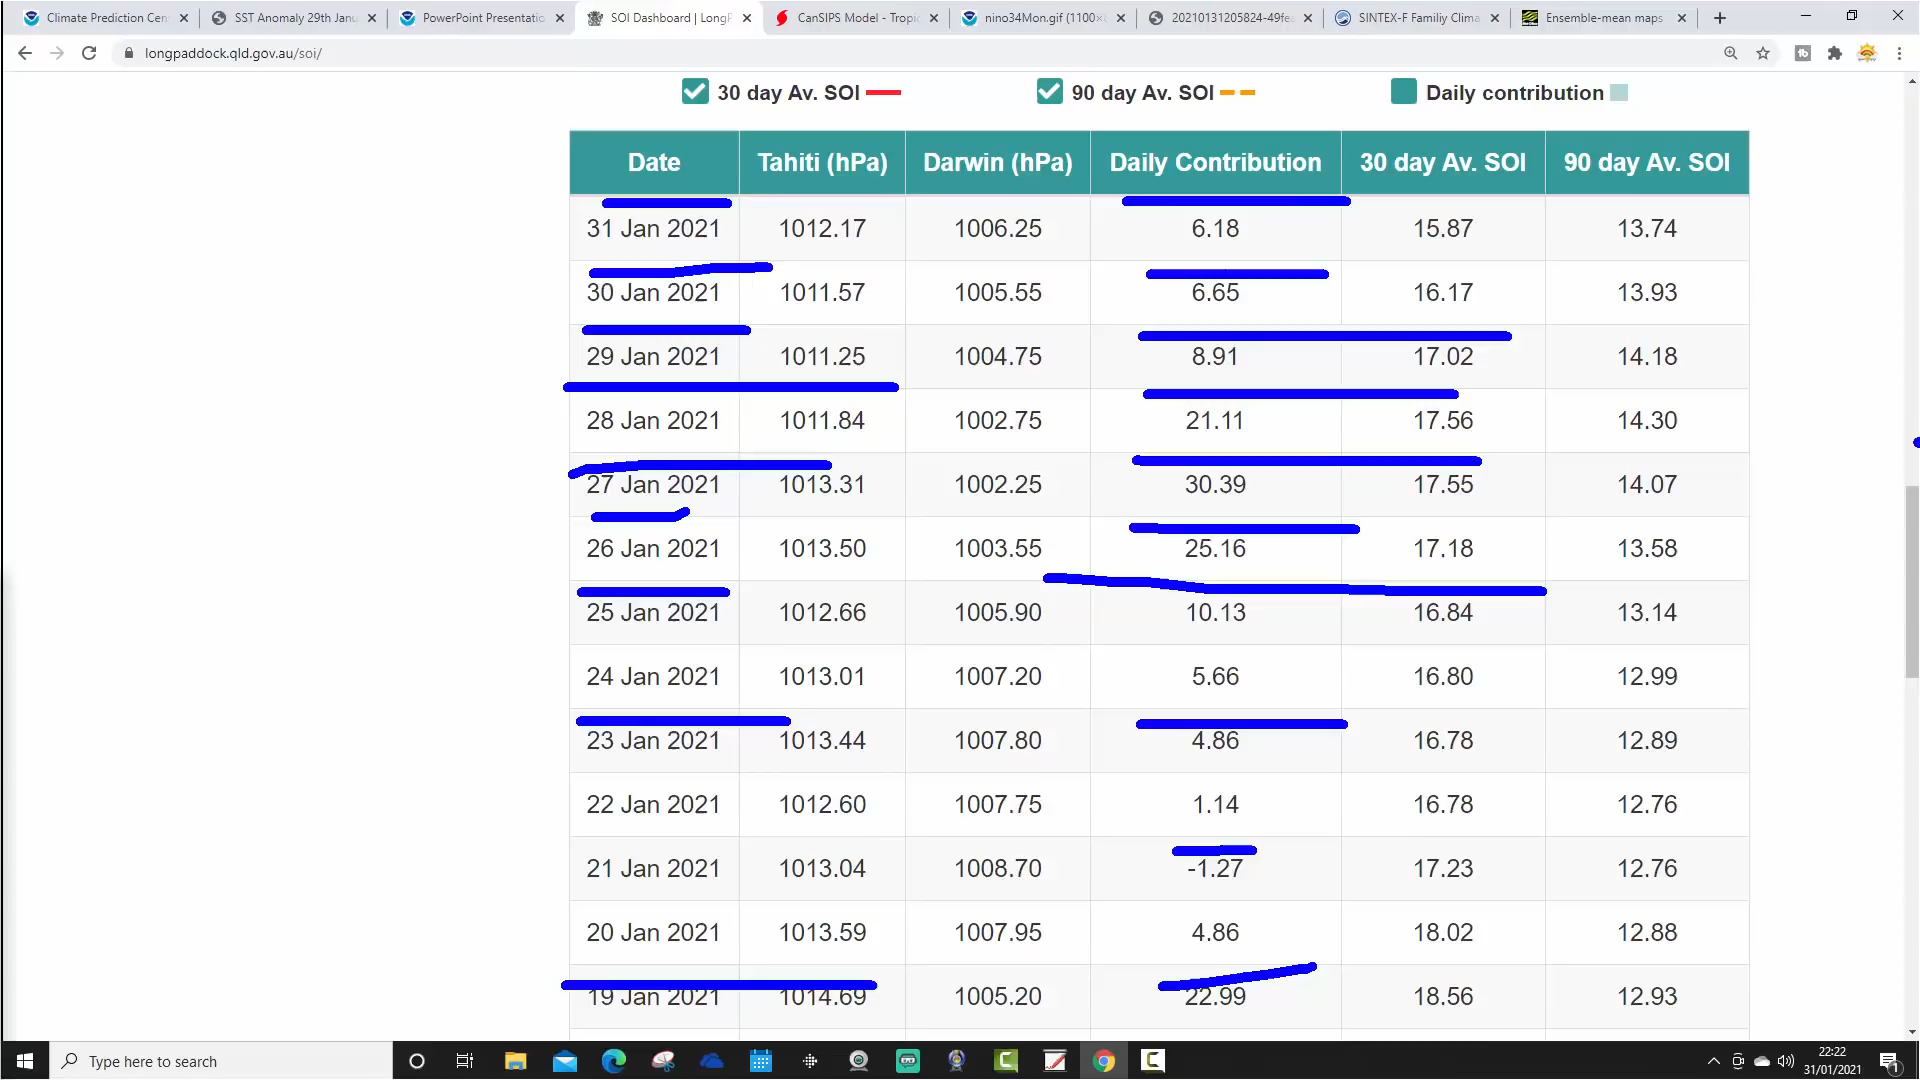 Climate Prediction Cen
SST Anomaly 29th Janu
PowerPoint Presentatio
SOI Dashboard | LongP
CanSIPS Model - Tropic
nino34Mon.gif (1100×
20210131205824-49fe
SINTEX-F Familiy Clima
Ensemble-mean maps
longpaddock.qld.gov.au/soi/
30 day Av. SOI
90 day Av. SOI
Daily contribution
Date Tahiti (hPa) Darwin (hPa) Daily Contribution 30 day Av. SOI 90 day Av. SOI
31 Jan 2021 1012.17 1006.25 6.18 15.87 13.74
30 Jan 2021 1011.57 1005.55 6.65 16.17 13.93
29 Jan 2021 1011.25 1004.75 8.91 17.02 14.18
28 Jan 2021 1011.84 1002.75 21.11 17.56 14.30
27 Jan 2021 1013.31 1002.25 30.39 17.55 14.07
26 Jan 2021 1013.50 1003.55 25.16 17.18 13.58
25 Jan 2021 1012.66 1005.90 10.13 16.84 13.14
24 Jan 2021 1013.01 1007.20 5.66 16.80 12.99
23 Jan 2021 1013.44 1007.80 4.86 16.78 12.89
22 Jan 2021 1012.60 1007.75 1.14 16.78 12.76
21 Jan 2021 1013.04 1008.70 -1.27 17.23 12.76
20 Jan 2021 1013.59 1007.95 4.86 18.02 12.88
19 Jan 2021 1014.69 1005.20 22.99 18.56 12.93
Type here to search
22:22
31/01/2021
1